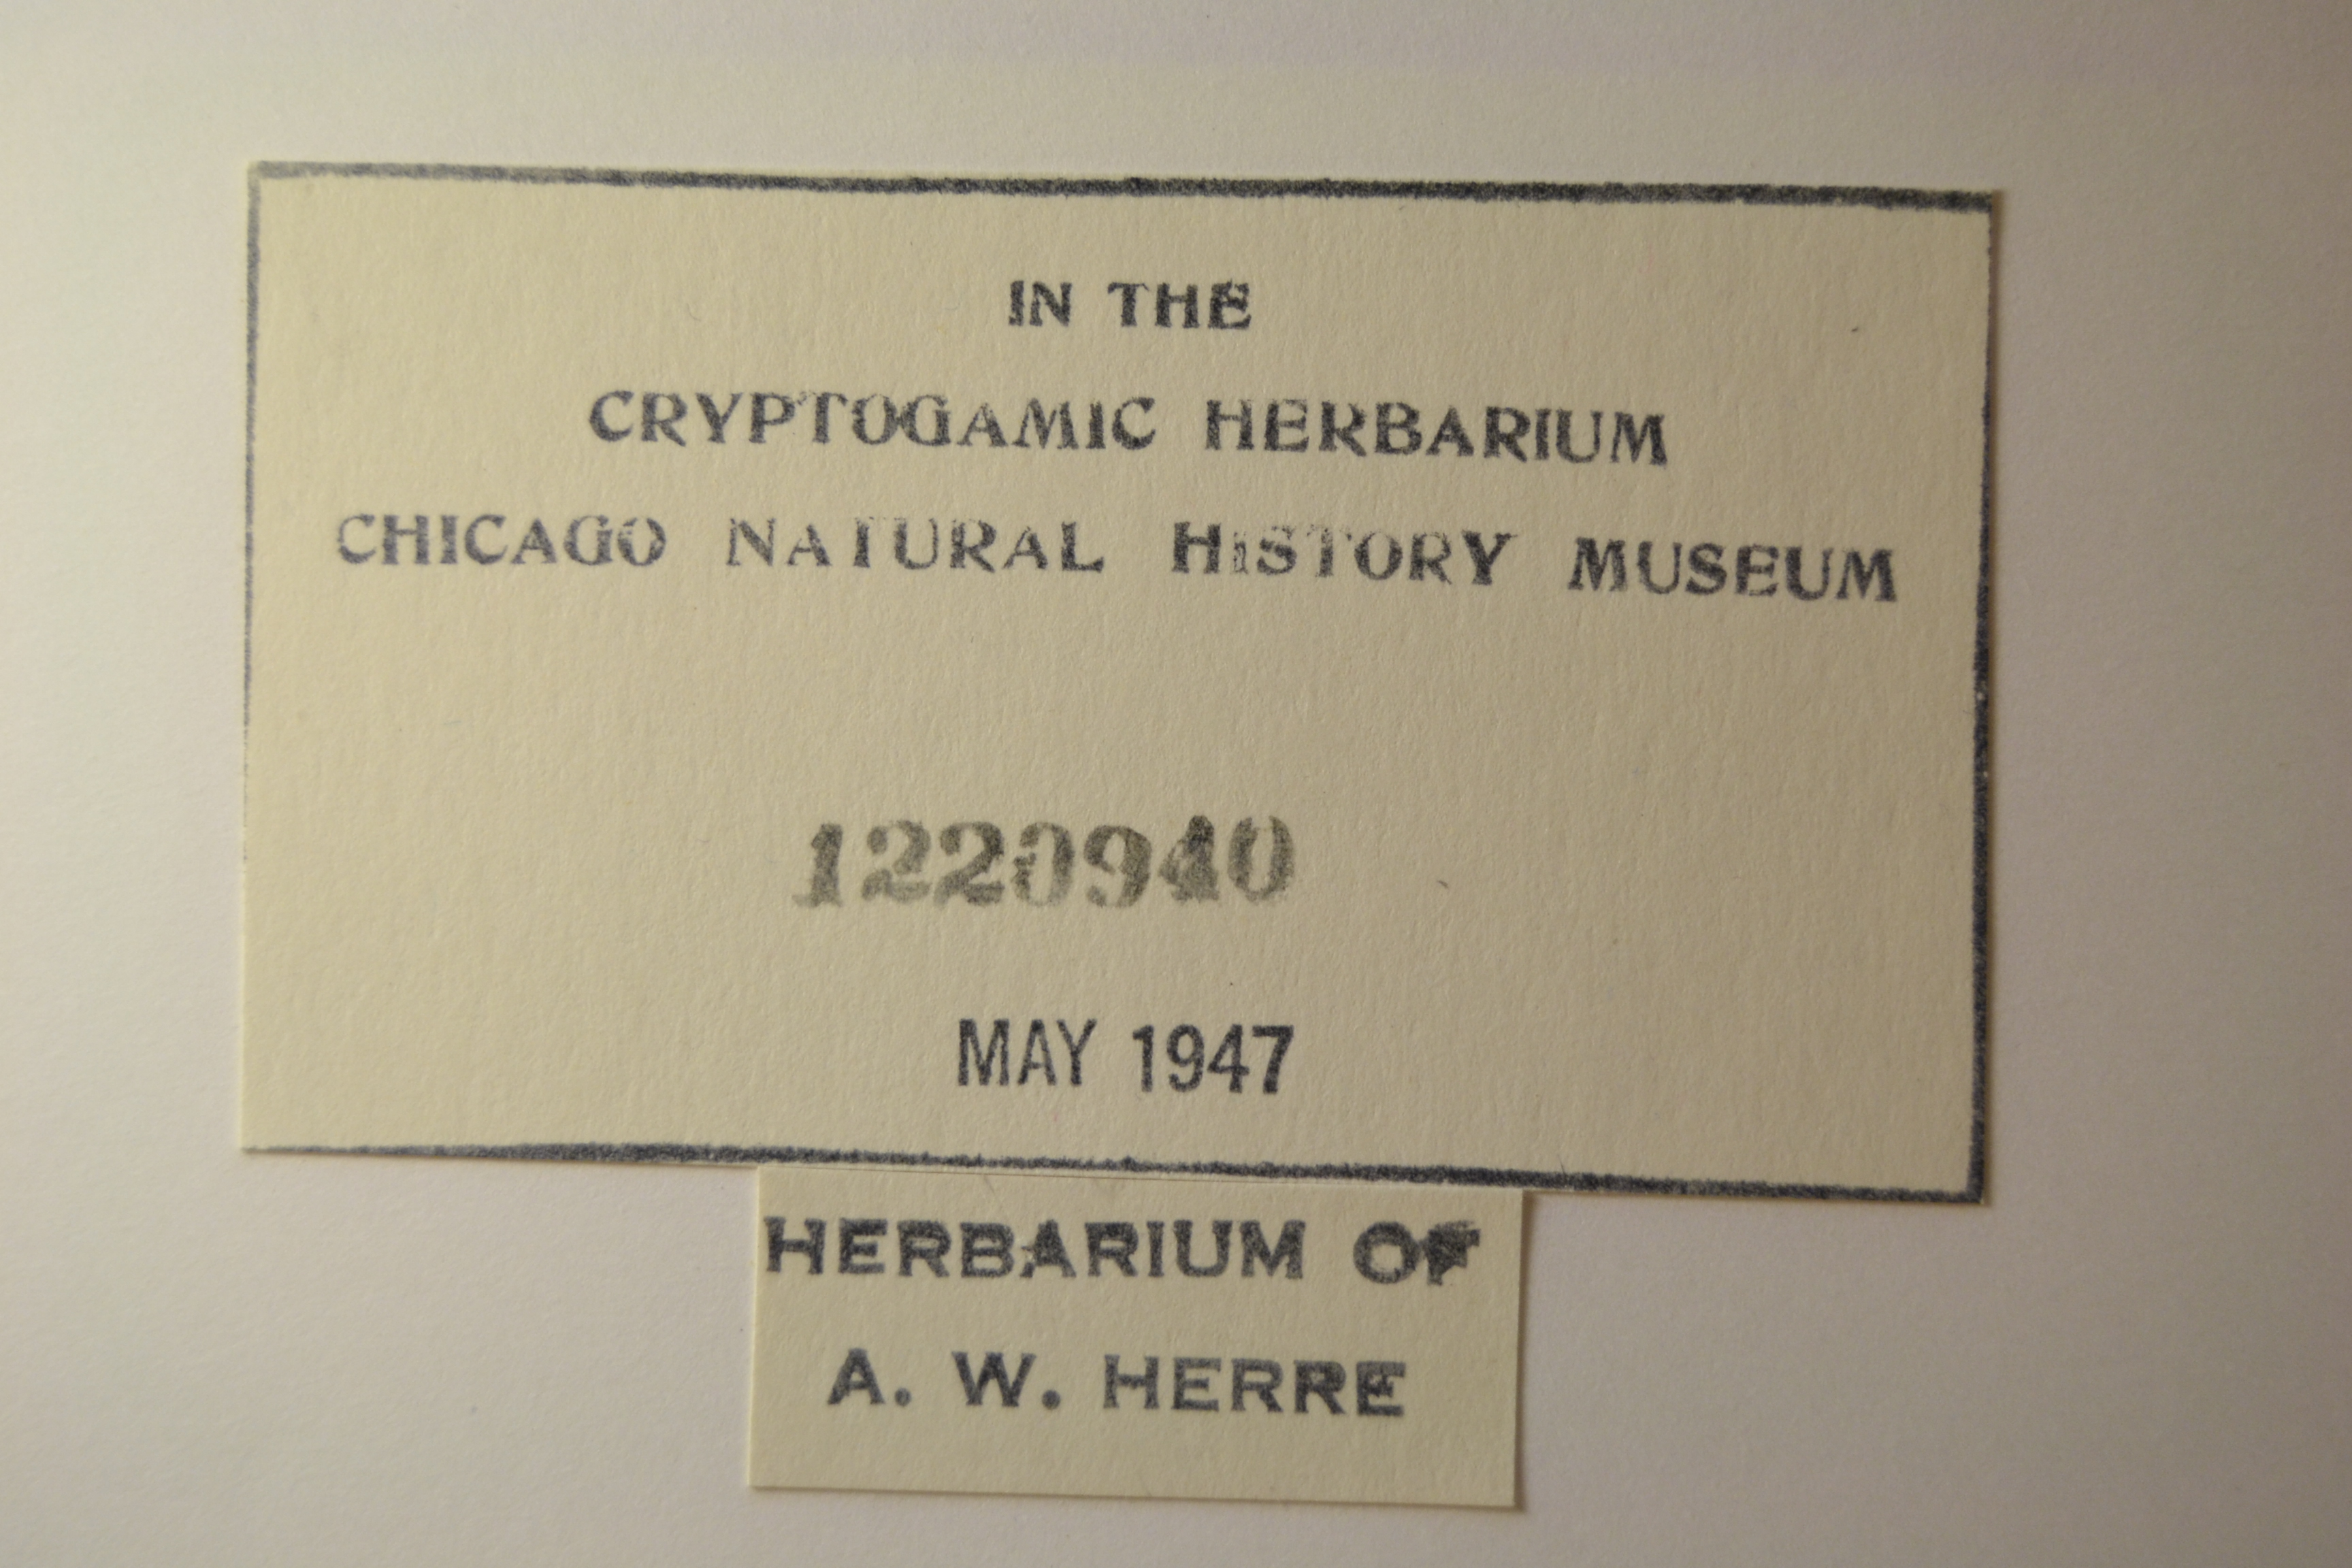 IN THE
CRYPTOGAMIC HERBARIUM
CHICAGO NATURAL HISTORY MUSEUM
1220940
MAY 1947
HERBARIUM OF
A. W. HERRE